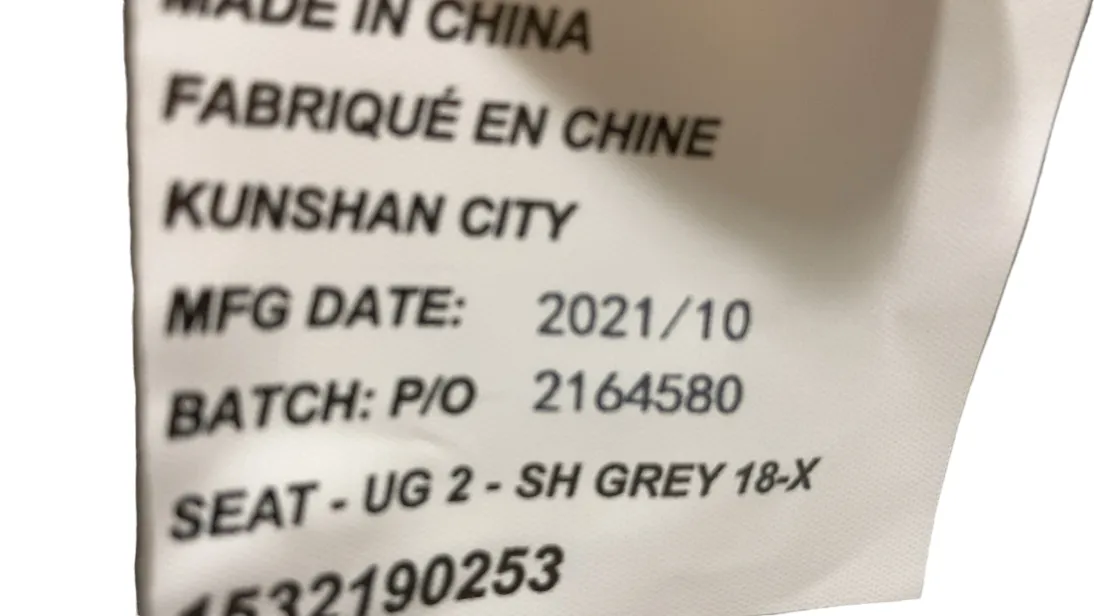 MADE IN CHINA
FABRIQUÉ EN CHINE
KUNSHAN CITY
MFG DATE: 2021/10
BATCH: P/O 2164580
SEAT - UG 2 - SH GREY 18-X
1532190253